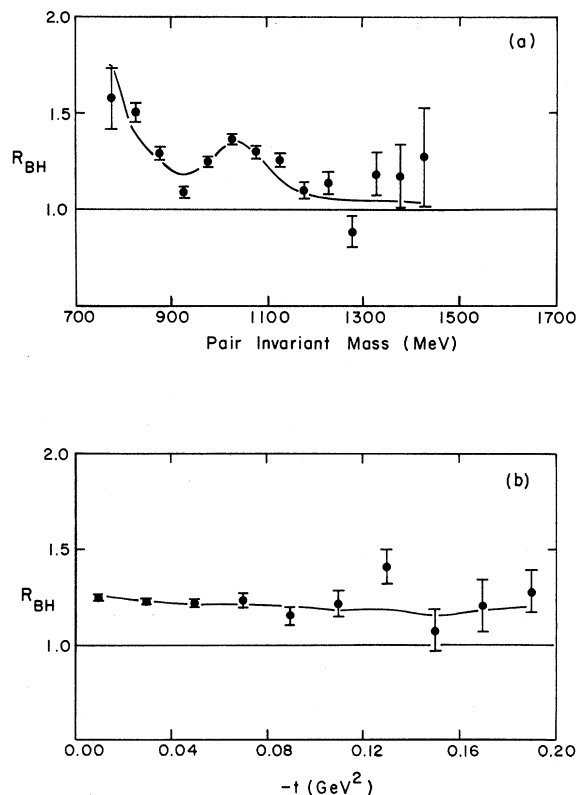 2.0
(a)
1.5
R_BH
1.0
700 900 1100 1300 1500 1700
Pair Invariant Mass (MeV)
2.0
(b)
1.5
R_BH
1.0
0.00 0.04 0.08 0.12 0.16 0.20
-t (GeV²)